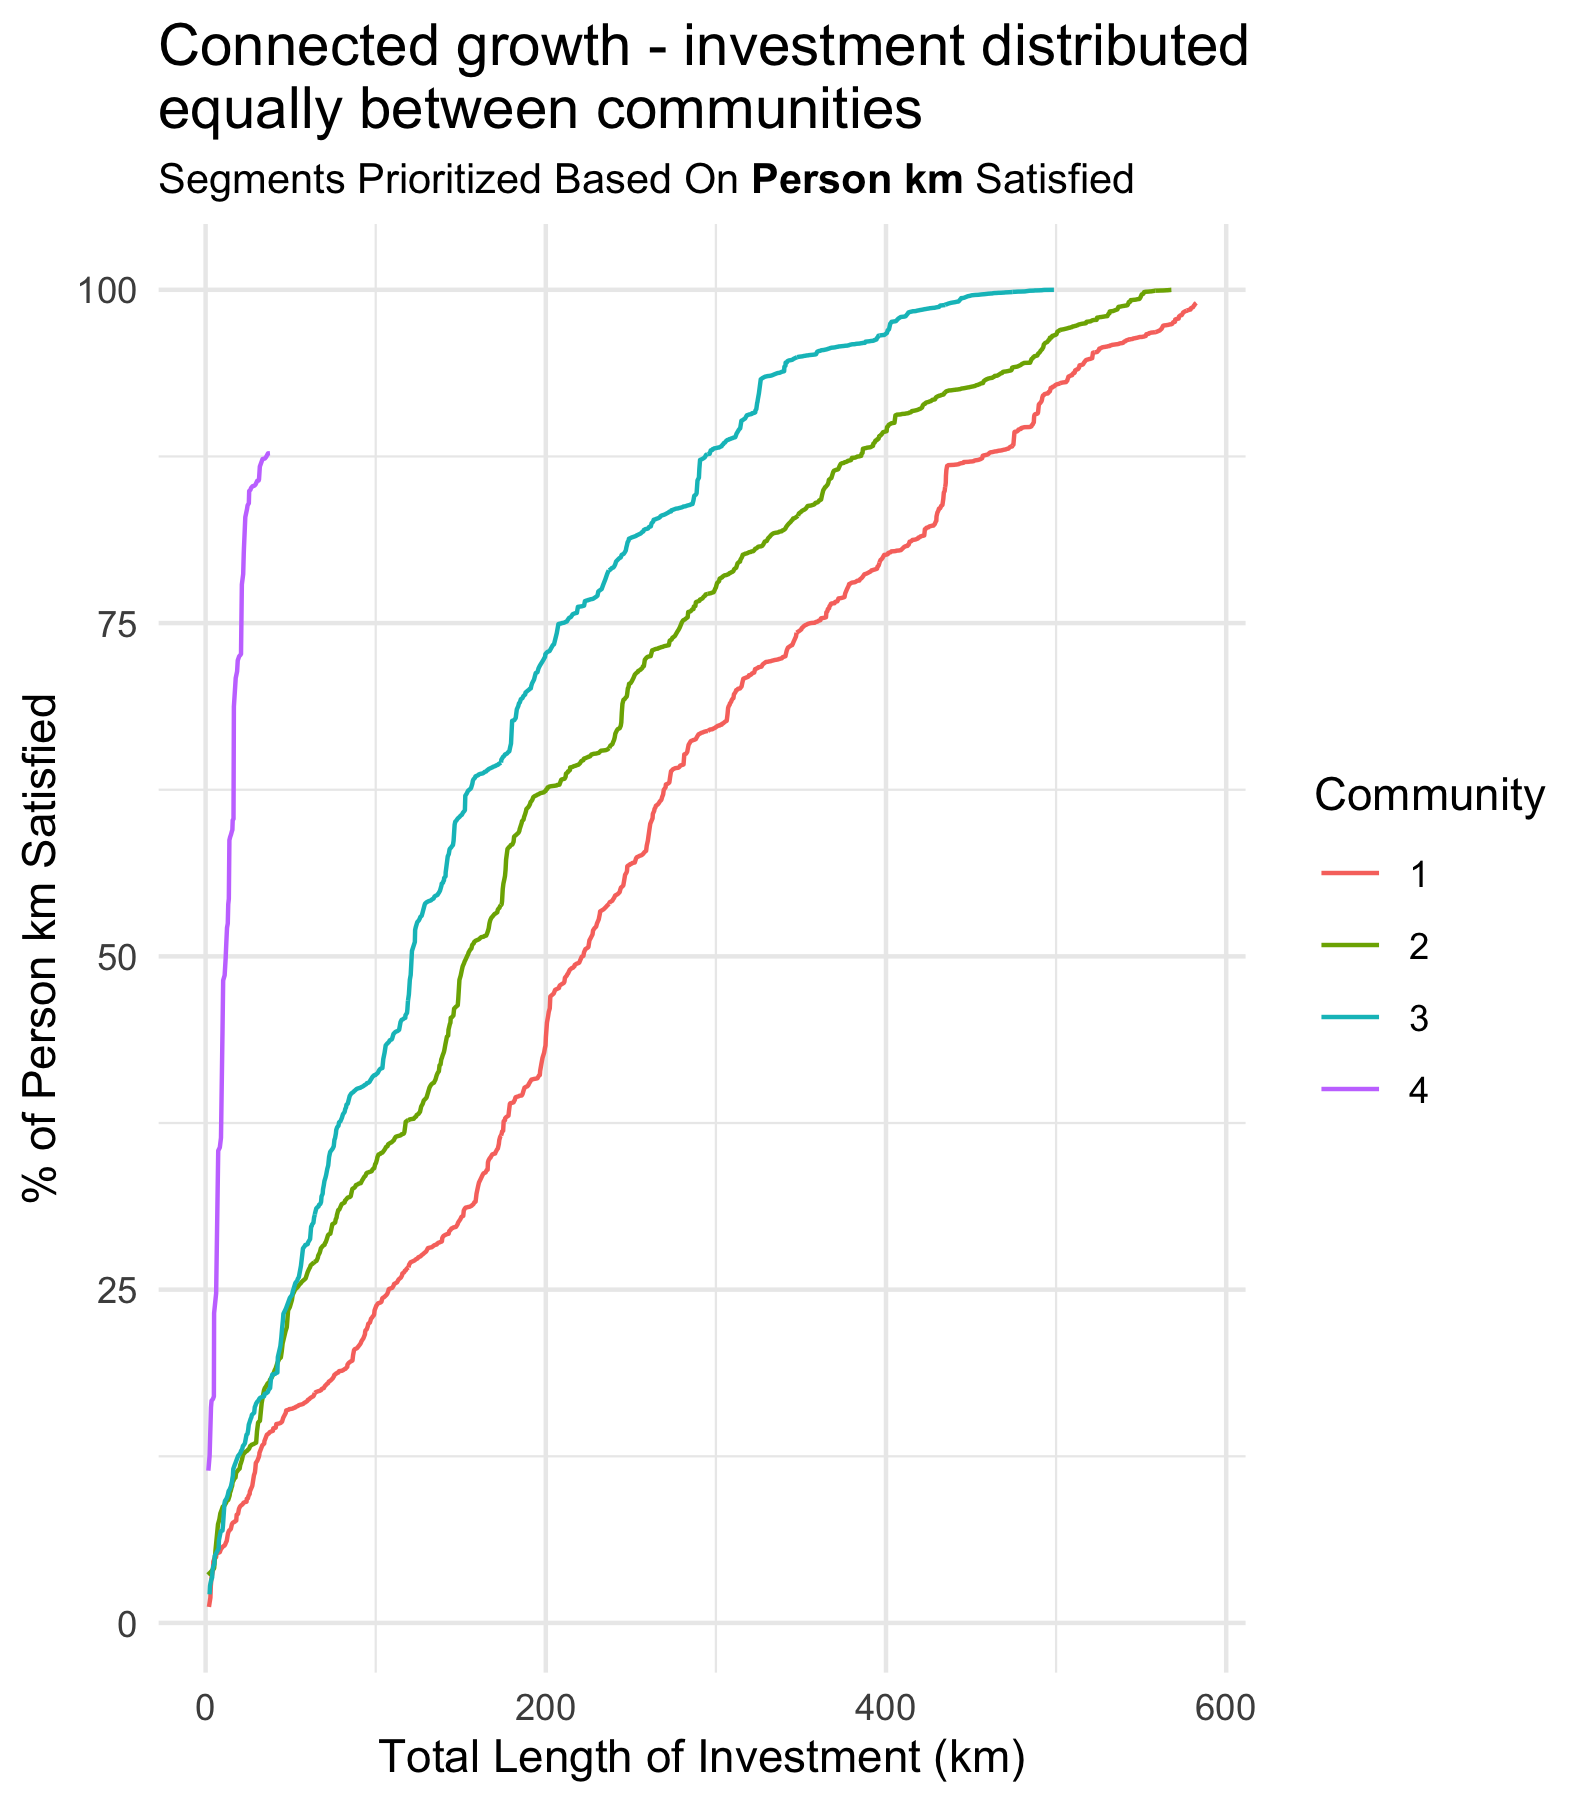 Connected growth - investment distributed
equally between communities
Segments Prioritized Based On Person km Satisfied
% of Person km Satisfied
100
75
50
25
0
0 200 400 600
Total Length of Investment (km)
Community
1
2
3
4